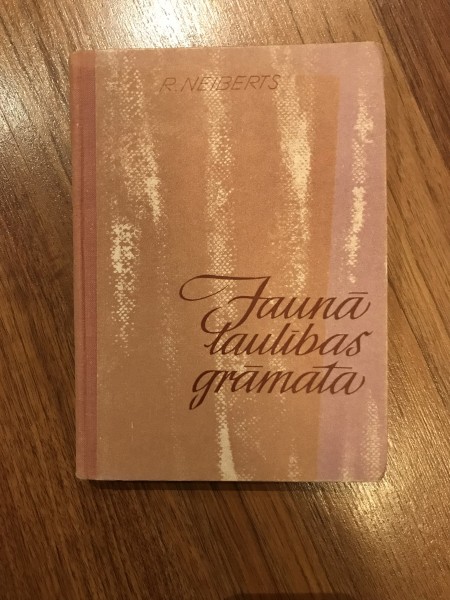 R. NEIBERTS
Jaunā
laulības
grāmata